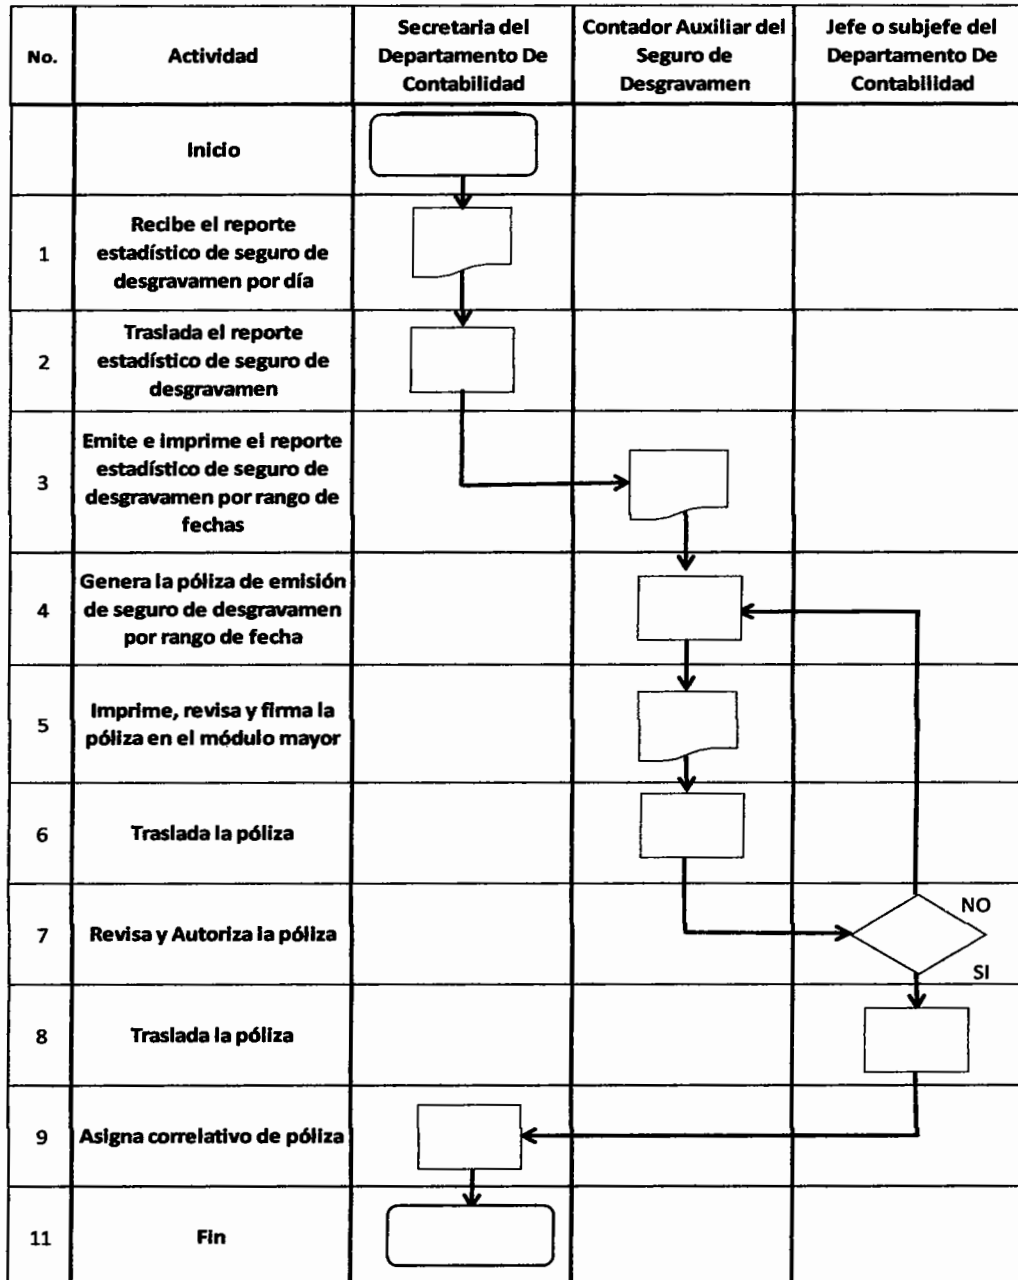 No.
Actividad
Secretaria del
Departamento De
Contabilidad
Contador Auxiliar del
Seguro de
Desgravamen
Jefe o subjefe del
Departamento De
Contabilidad
Inicio
1
Recibe el reporte
estadístico de seguro de
desgravamen por día
2
Traslada el reporte
estadístico de seguro de
desgravamen
3
Emite e imprime el reporte
estadístico de seguro de
desgravamen por rango de
fechas
4
Genera la póliza de emisión
de seguro de desgravamen
por rango de fecha
5
Imprime, revisa y firma la
póliza en el módulo mayor
6
Traslada la póliza
7
Revisa y Autoriza la póliza
NO
SI
8
Traslada la póliza
9
Asigna correlativo de póliza
11
Fin